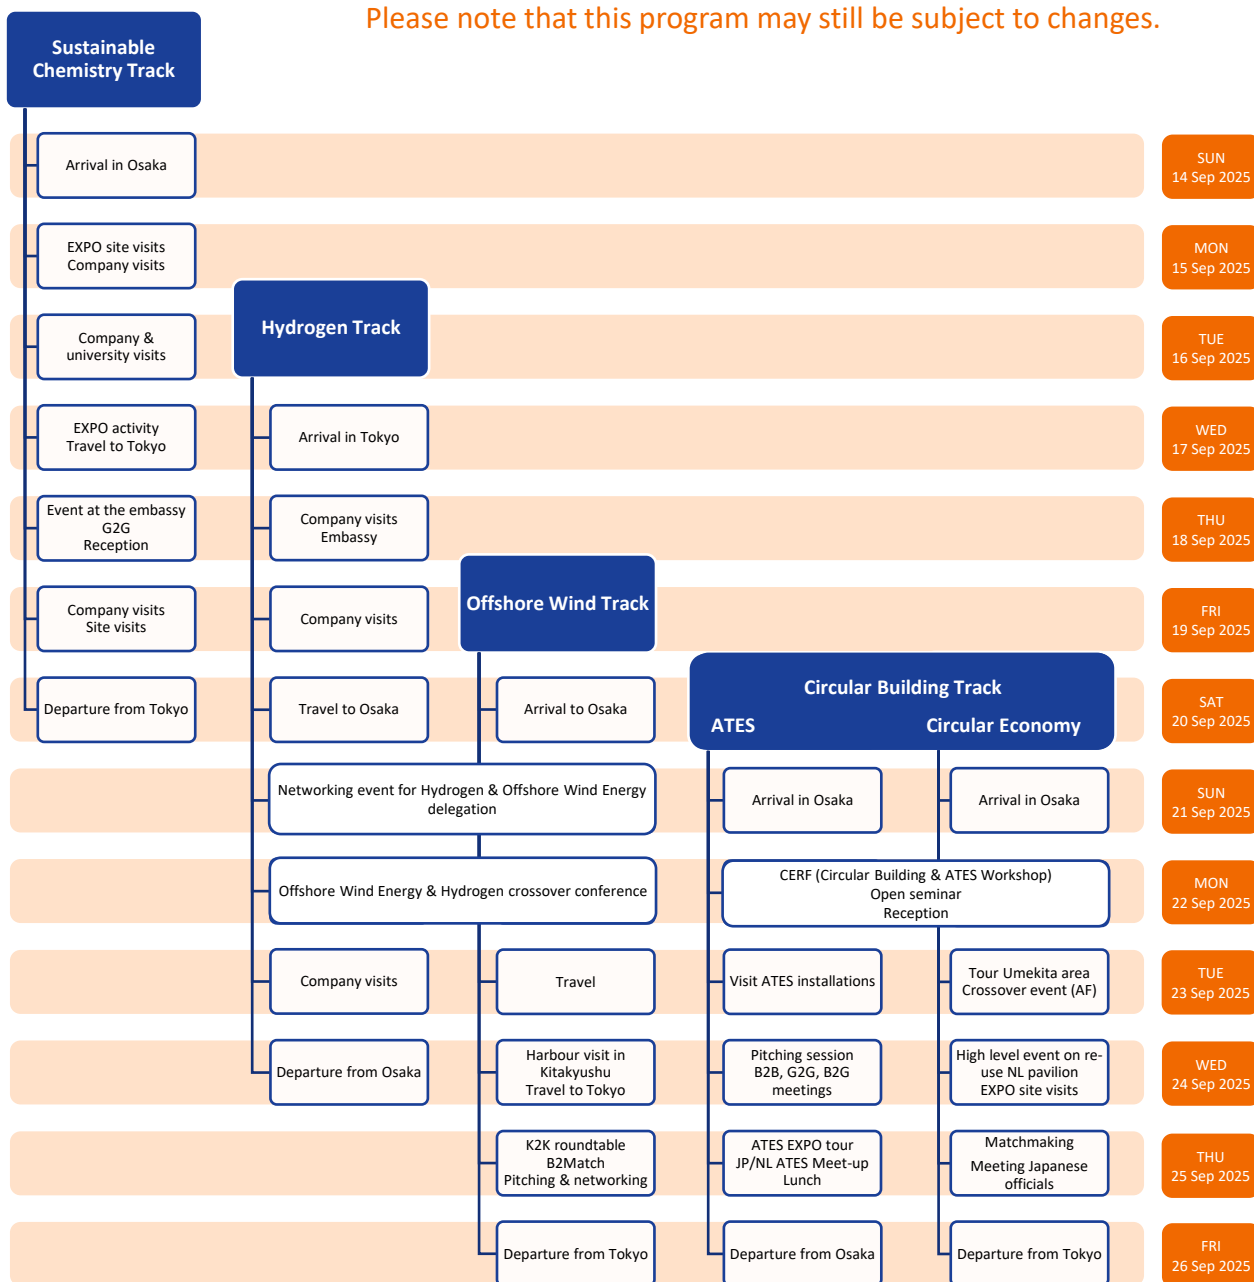 Please note that this program may still be subject to changes.
Sustainable
Chemistry Track
Arrival in Osaka
SUN
14 Sep 2025
EXPO site visits
Company visits
MON
15 Sep 2025
Hydrogen Track
Company &
university visits
TUE
16 Sep 2025
EXPO activity
Travel to Tokyo
Arrival in Tokyo
WED
17 Sep 2025
Event at the embassy
G2G
Reception
Company visits
Embassy
THU
18 Sep 2025
Offshore Wind Track
Company visits
Site visits
Company visits
FRI
19 Sep 2025
Circular Building Track
ATES
Circular Economy
Departure from Tokyo
Travel to Osaka
Arrival to Osaka
SAT
20 Sep 2025
Networking event for Hydrogen & Offshore Wind Energy
delegation
Arrival in Osaka
Arrival in Osaka
SUN
21 Sep 2025
Offshore Wind Energy & Hydrogen crossover conference
CERF (Circular Building & ATES Workshop)
Open seminar
Reception
MON
22 Sep 2025
Company visits
Travel
Visit ATES installations
Tour Umekita area
Crossover event (AF)
TUE
23 Sep 2025
Departure from Osaka
Harbour visit in
Kitakyushu
Travel to Tokyo
Pitching session
B2B, G2G, B2G
meetings
High level event on re-
use NL pavilion
EXPO site visits
WED
24 Sep 2025
K2K roundtable
B2Match
Pitching & networking
ATES EXPO tour
JP/NL ATES Meet-up
Lunch
Matchmaking
Meeting Japanese
officials
THU
25 Sep 2025
Departure from Tokyo
Departure from Osaka
Departure from Tokyo
FRI
26 Sep 2025